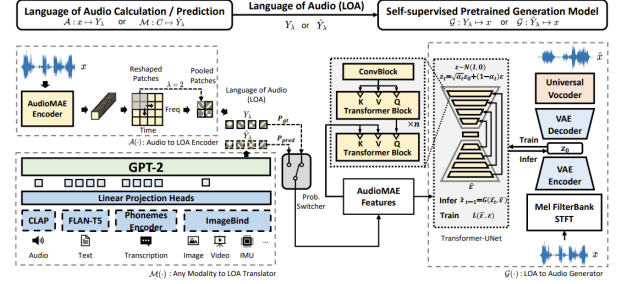 Language of Audio Calculation / Prediction
𝒜 : x ↦ Y_λ or ℳ : C ↦ Ŷ_λ
Language of Audio (LOA)
Y_λ or Ŷ_λ
Self-supervised Pretrained Generation Model
𝒢 : Y_λ ↦ x or 𝒢 : Ŷ_λ ↦ x
x
AudioMAE
Encoder
Reshaped
Patches
λ = 2
Pooled
Patches
Freq
Time
𝒜(·) : Audio to LOA Encoder
Language of Audio
(LOA)
Y_λ
Ŷ_λ
P_gt
P_pred
Prob.
Switcher
GPT-2
Linear Projection Heads
CLAP
FLAN-T5
Phonemes
Encoder
ImageBind
Audio
Text
Transcription
Image
Video
IMU
...
ℳ(·) : Any Modality to LOA Translator
ConvBlock
K V Q
Transformer Block
×n
K V Q
Transformer Block
AudioMAE
Features
ε~N(I, 0)
Train
Infer
Transformer-UNet
x̂
Universal
Vocoder
VAE
Decoder
z₀
Train
Infer
VAE
Encoder
Mel FilterBank
STFT
x
𝒢(·) : LOA to Audio Generator